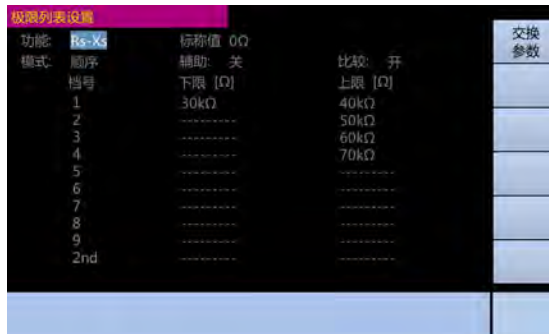 极限列表设置
功能: Rs-Xs 标称值 0Ω
模式: 顺序 辅助: 关 比较: 开
档号 下限 [Ω] 上限 [Ω]
1 30kΩ 40kΩ
2 --------- 50kΩ
3 --------- 60kΩ
4 --------- 70kΩ
5 --------- ---------
6 --------- ---------
7 --------- ---------
8 --------- ---------
9 --------- ---------
2nd --------- ---------
交换
参数